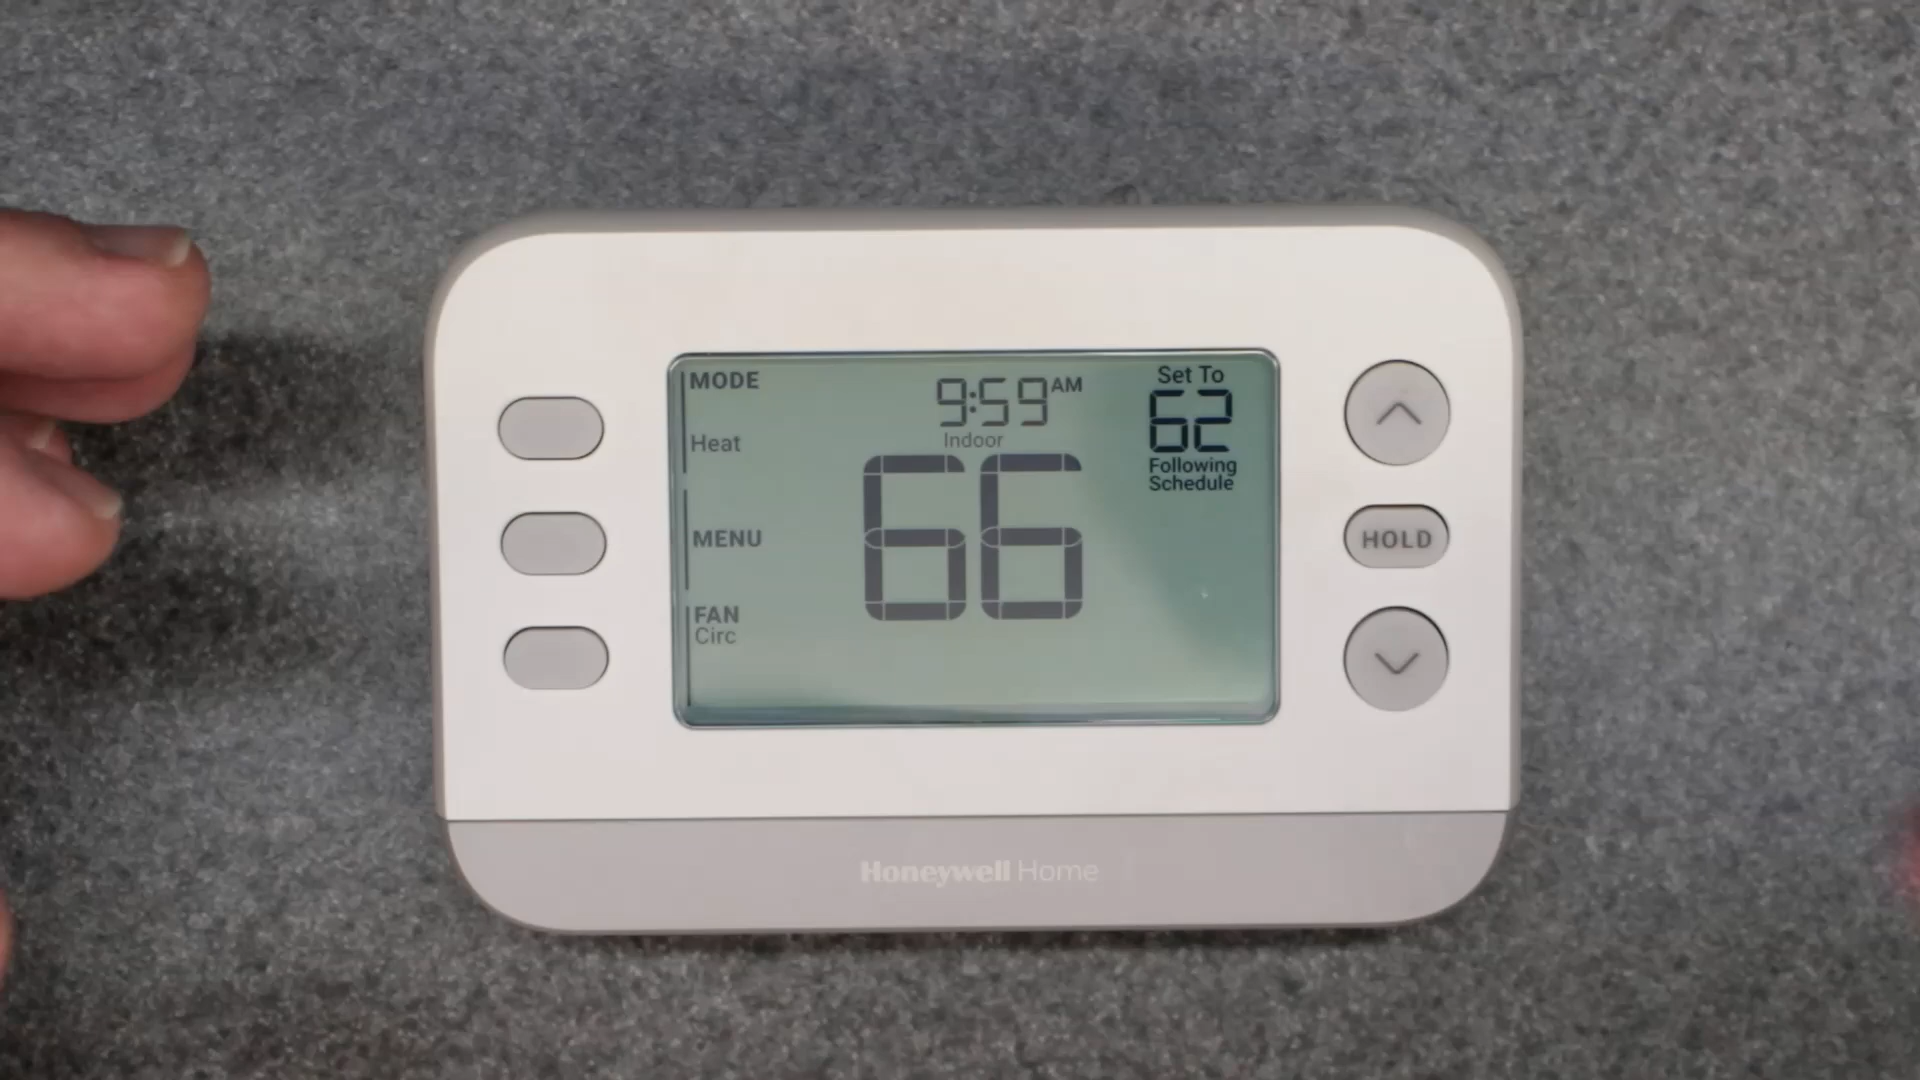 MODE
Heat
MENU
FAN
Circ
9:59 AM
Indoor
66
Set To
62
Following
Schedule
HOLD
Honeywell Home